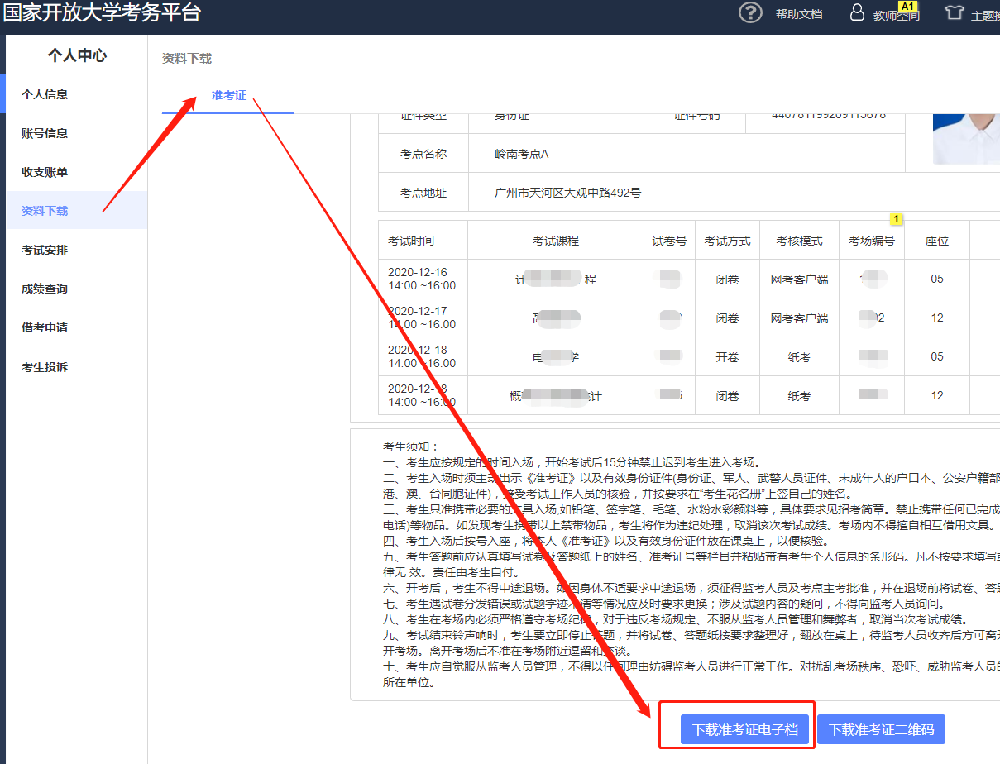 国家开放大学考务平台
帮助文档
教师空间
A1
主题
个人中心
资料下载
个人信息
账号信息
收支账单
资料下载
考试安排
成绩查询
借考申请
考生投诉
准考证
证件类型 身份证 证件号码 440781199209115678
考点名称 岭南考点A
考点地址 广州市天河区大观中路492号
1
考试时间 考试课程 试卷号 考试方式 考核模式 考场编号 座位
2020-12-16
14:00 ~16:00
计 工程 闭卷 网考客户端 05
2020-12-17
14:00 ~16:00
高 闭卷 网考客户端 2 12
2020-12-18
14:00 ~16:00
电 学 开卷 纸考 05
2020-12-18
14:00 ~16:00
概 统计 闭卷 纸考 12
考生须知：
一、考生应按规定的时间入场，开始考试后15分钟禁止迟到考生进入考场。
二、考生入场时须主动出示《准考证》以及有效身份证件(身份证、军人、武警人员证件、未成年人的户口本、公安户籍部
港、澳、台同胞证件)，接受考试工作人员的核验，并按要求在“考生花名册”上签自己的姓名。
三、考生只准携带必要的文具入场,如铅笔、签字笔、毛笔、水粉水彩颜料等，具体要求见招考简章。禁止携带任何已完成
电话)等物品。如发现考生携带以上禁带物品，考生将作为违纪处理，取消该次考试成绩。考场内不得擅自相互借用文具。
四、考生入场后按号入座，将本人《准考证》以及有效身份证件放在课桌上，以便核验。
五、考生答题前应认真填写试卷及答题纸上的姓名、准考证号等栏目并粘贴带有考生个人信息的条形码。凡不按要求填写或
律无 效。责任由考生自付。
六、开考后，考生不得中途退场。如因身体不适要求中途退场，须征得监考人员及考点主考批准，并在退场前将试卷、答题
七、考生遇试卷分发错误或试题字迹不清等情况应及时要求更换；涉及试题内容的疑问，不得向监考人员询问。
八、考生在考场内必须严格遵守考场纪律，对于违反考场规定、不服从监考人员管理和舞弊者，取消当次考试成绩。
九、考试结束铃声响时，考生要立即停止答题，并将试卷、答题纸按要求整理好，翻放在桌上，待监考人员收齐后方可离开
开考场。离开考场后不准在考场附近逗留和交谈。
十、考生应自觉服从监考人员管理，不得以任何理由妨碍监考人员进行正常工作。对扰乱考场秩序、恐吓、威胁监考人员的
所在单位。
下载准考证电子档
下载准考证二维码